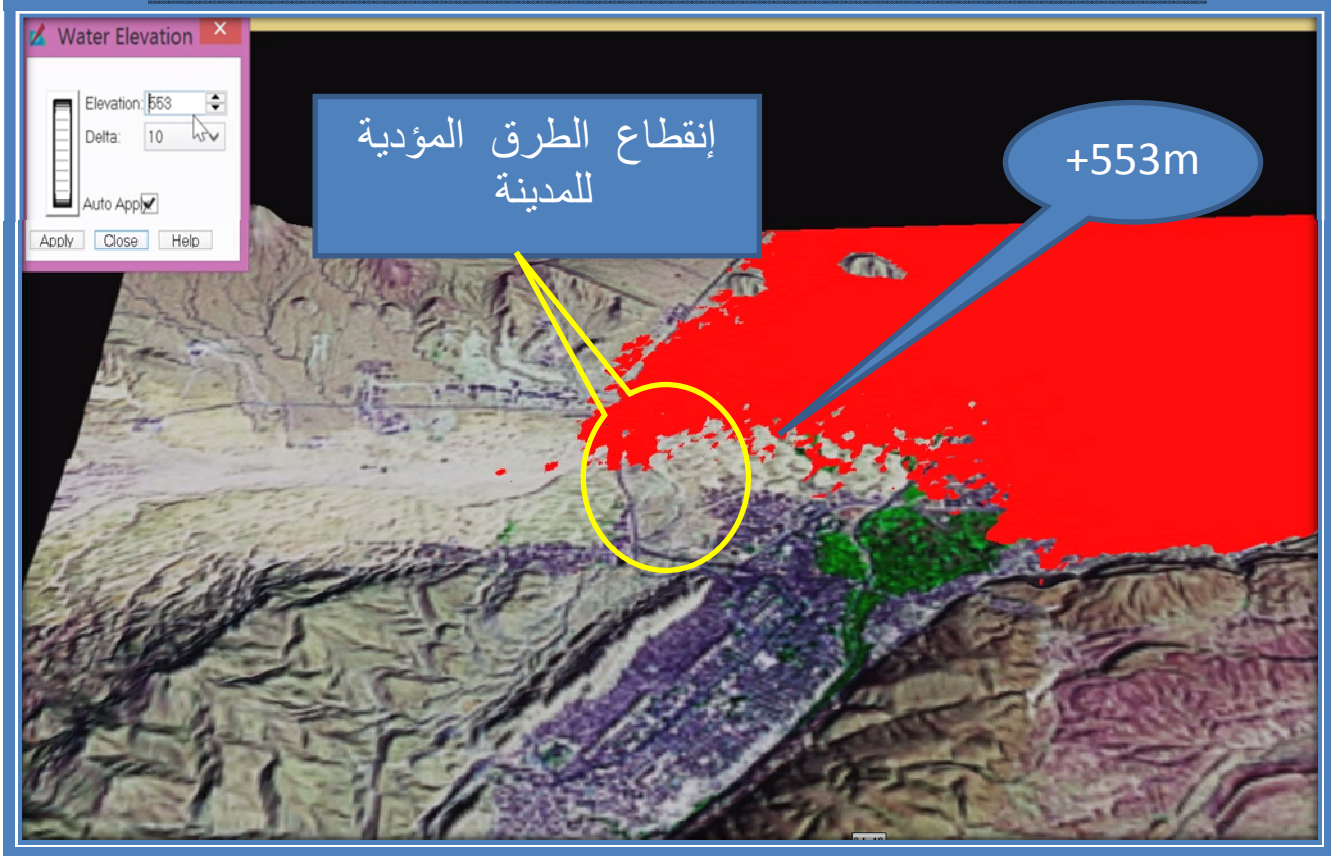 Water Elevation
Elevation: 553
Delta: 10
Auto Apply
Apply Close Help
إنقطاع الطرق المؤدية
للمدينة
+553m